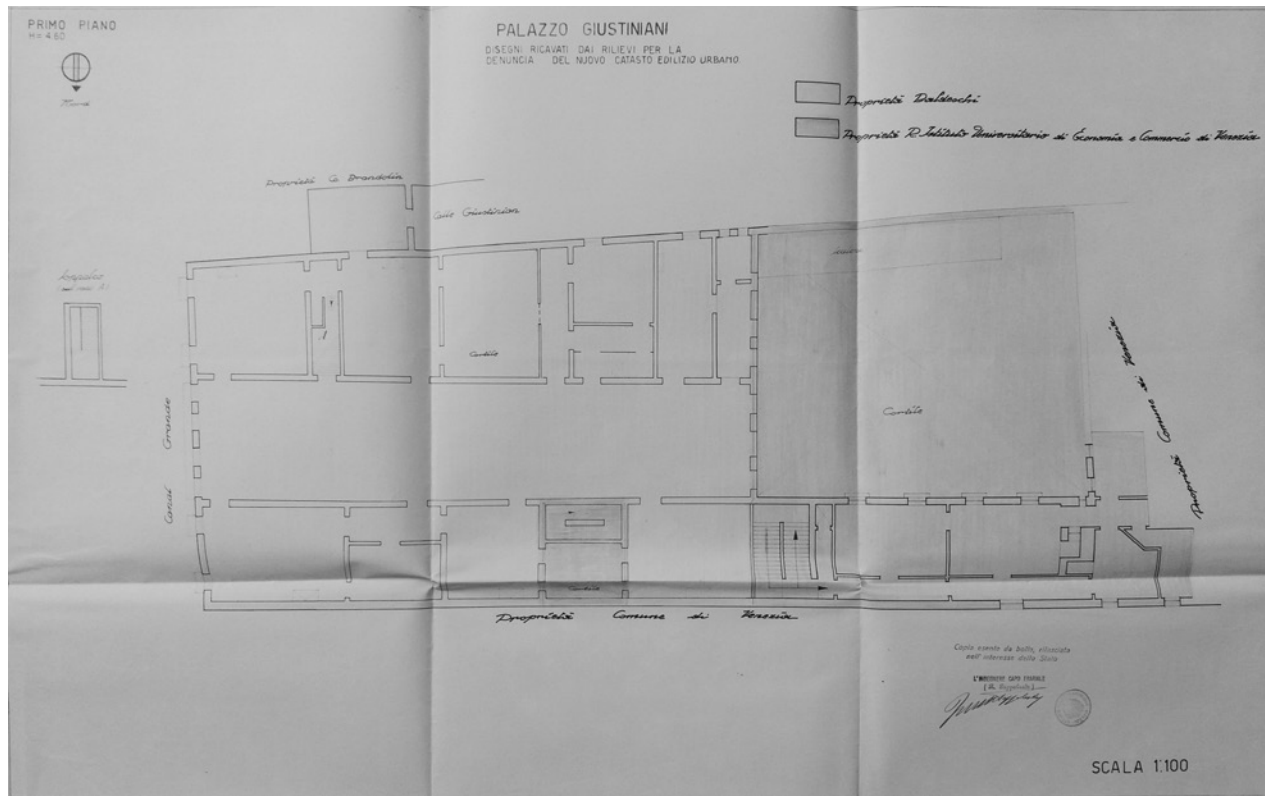 PRIMO PIANO
H= 4.60
PALAZZO GIUSTINIANI
DISEGNI RICAVATI DAI RILIEVI PER LA
DENUNCIA DEL NUOVO CATASTO EDILIZIO URBANO
Nord
Proprietà Baldeschi
Proprietà R. Istituto Universitario di Economia e Commercio di Venezia
Proprietà Co Brandolin
Calle Giustinian
Cortile
Cortile
Canal Grande
Proprietà Comune di Venezia
Cortile
Proprietà Comune di Venezia
Copia esente da bollo, rilasciata
nell'interesse dello Stato
L'INGEGNERE CAPO ERARIALE
SCALA 1:100